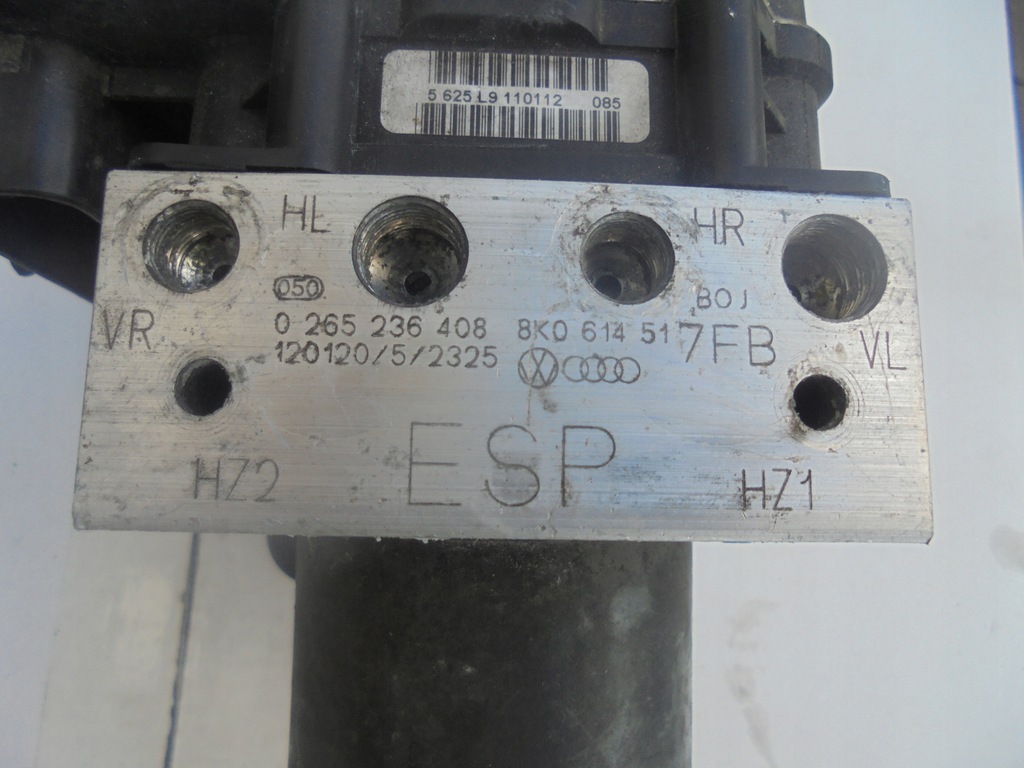 5 625 L9 110112 085
HL HR
050 BOJ
VR 0 265 236 408 8K0 614 517FB VL
120120/5/2325
HZ2 ESP HZ1